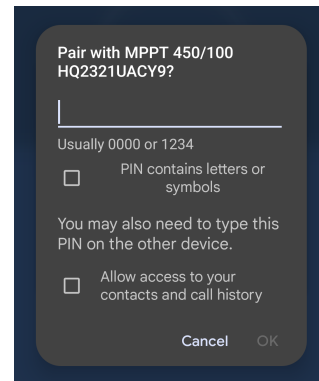 Pair with MPPT 450/100
HQ2321UACY9?
Usually 0000 or 1234
PIN contains letters or
symbols
You may also need to type this
PIN on the other device.
Allow access to your
contacts and call history
Cancel OK